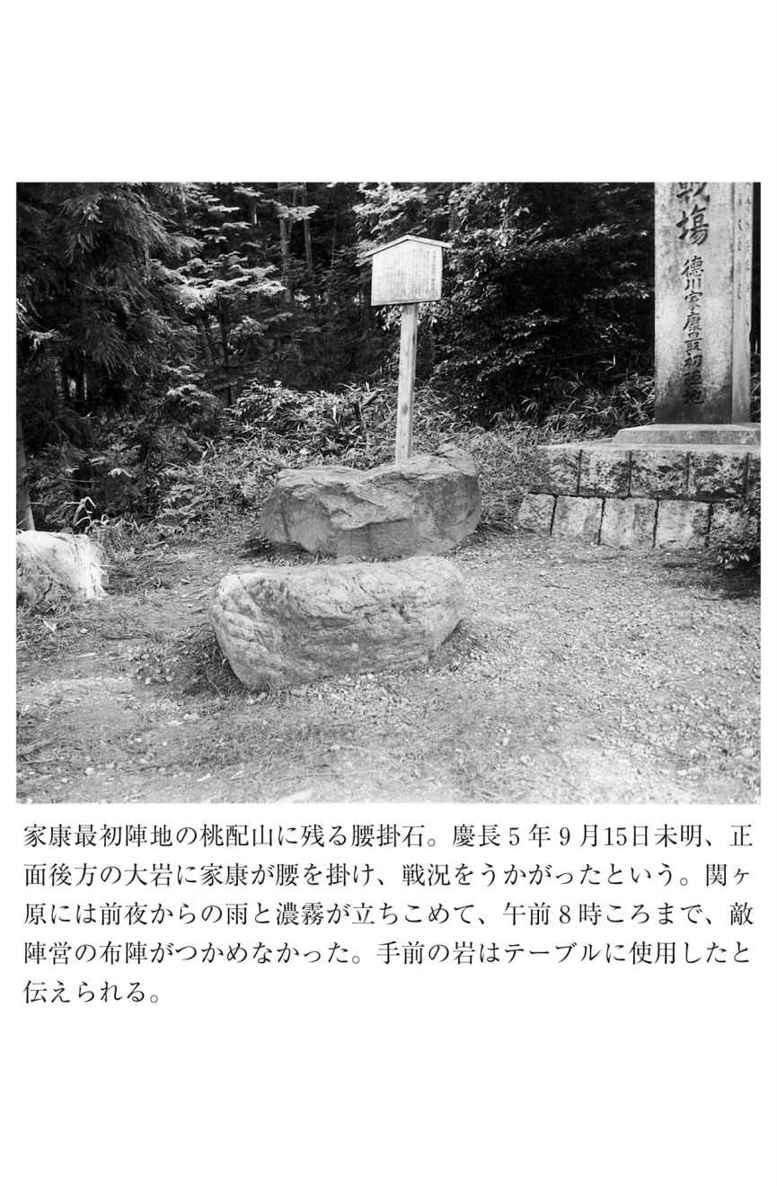 戦場
徳川家康最初陣地
家康最初陣地の桃配山に残る腰掛石。慶長5年9月15日未明、正
面後方の大岩に家康が腰を掛け、戦況をうかがったという。関ヶ
原には前夜からの雨と濃霧が立ちこめて、午前8時ころまで、敵
陣営の布陣がつかめなかった。手前の岩はテーブルに使用したと
伝えられる。